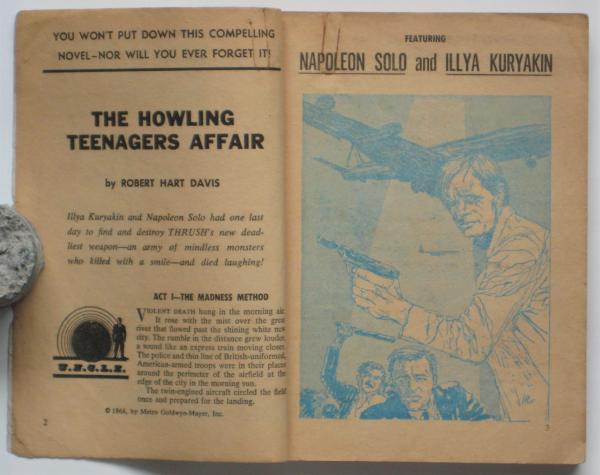 YOU WON'T PUT DOWN THIS COMPELLING
NOVEL—NOR WILL YOU EVER FORGET IT!
THE HOWLING
TEENAGERS AFFAIR
by ROBERT HART DAVIS
Illya Kuryakin and Napoleon Solo had one last
day to find and destroy THRUSH's new dead-
liest weapon—an army of mindless monsters
who killed with a smile—and died laughing!
ACT I—THE MADNESS METHOD
VIOLENT DEATH hung in the morning air.
It rose with the mist over the great
river that flowed past the shining white new
city. The rumble in the distance grew louder,
a sound like an express train moving closer.
The police and thin line of British-uniformed,
American-armed troops were in their places
around the perimeter of the airfield at the
edge of the city in the morning sun.
The twin-engined aircraft circled the field
once and prepared for the landing.
U.N.C.L.E.
© 1966, by Metro Goldwyn-Mayer, Inc.
2
FEATURING
NAPOLEON SOLO and ILLYA KURYAKIN
3